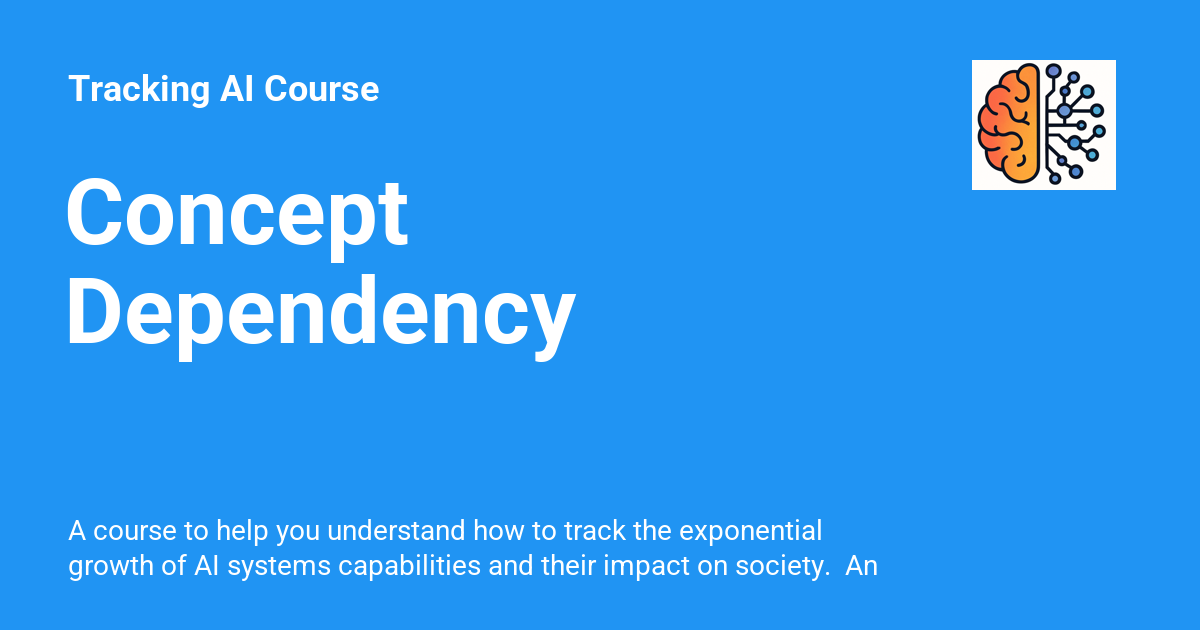 Tracking AI Course
Concept
Dependency
A course to help you understand how to track the exponential
growth of AI systems capabilities and their impact on society.  An